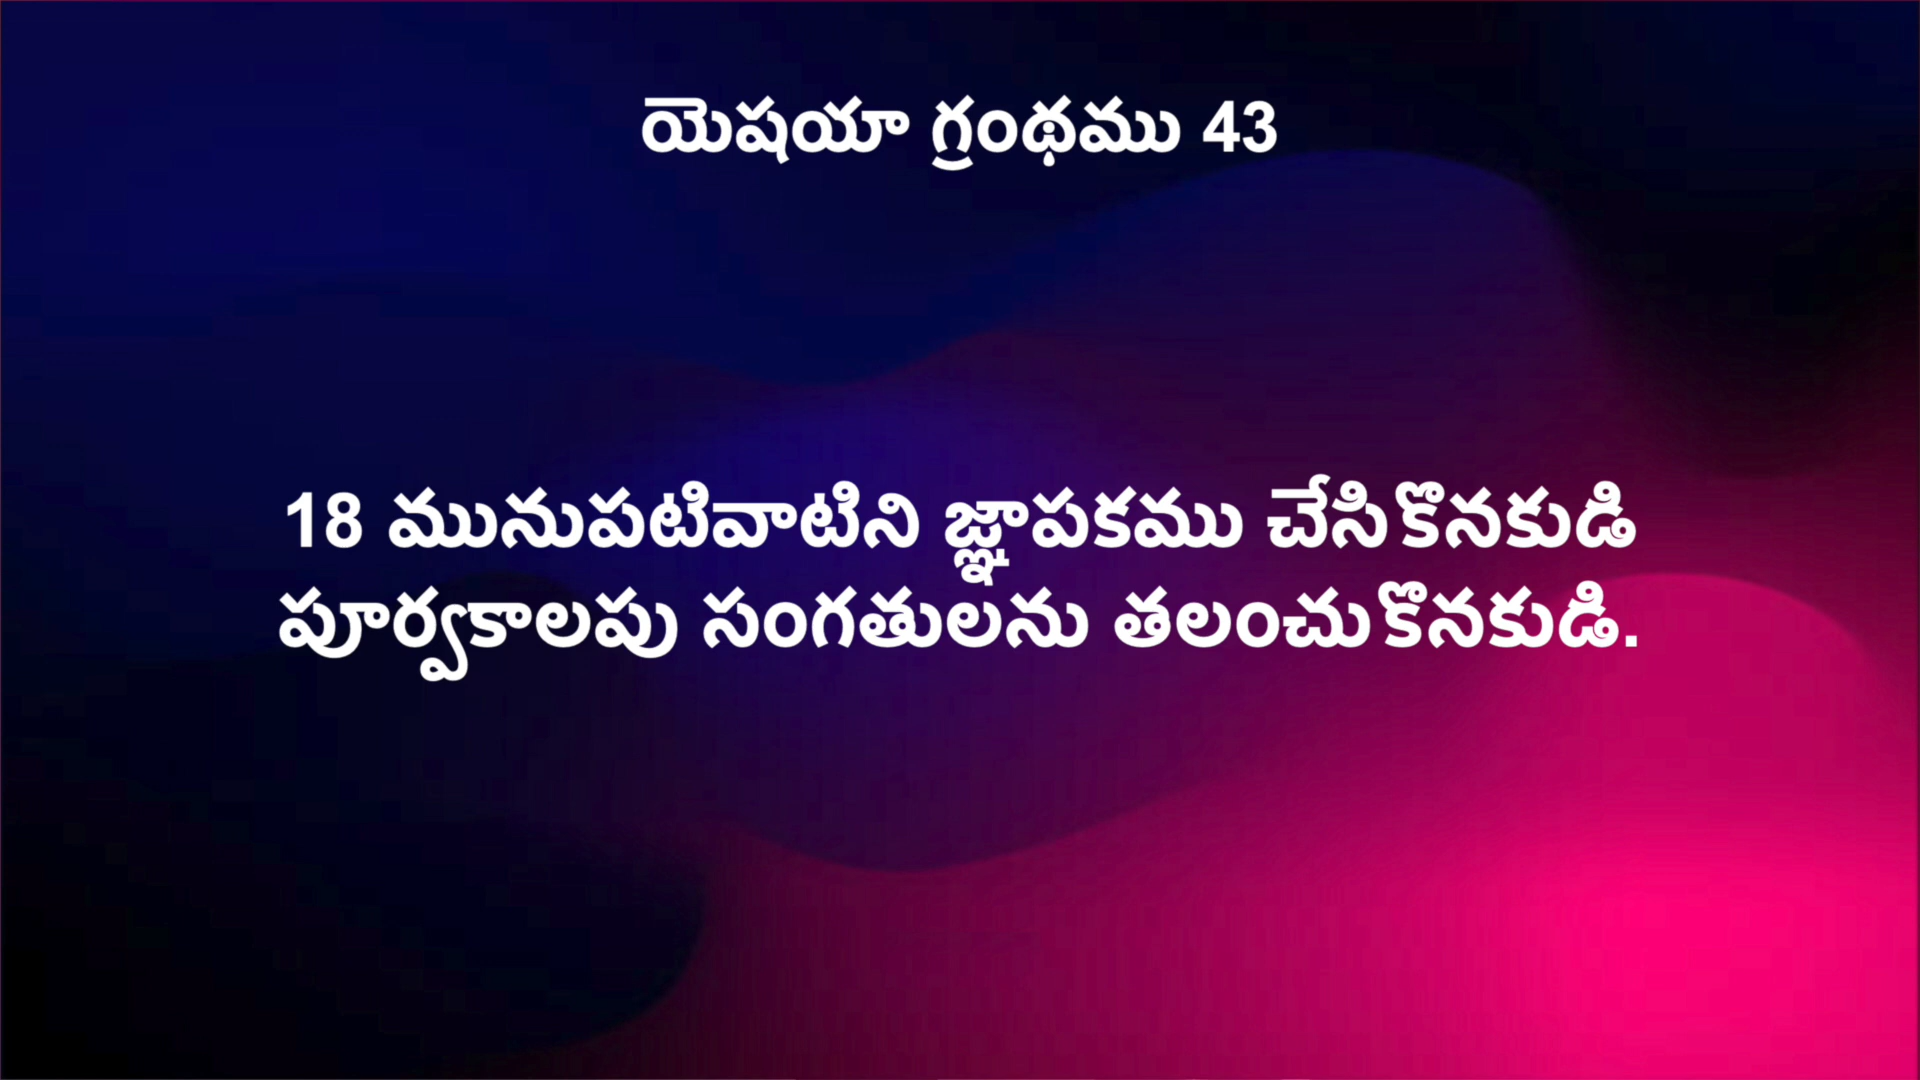 యెషయా గ్రంథము 43
18 మునుపటివాటిని జ్ఞాపకము చేసికొనకుడి
పూర్వకాలపు సంగతులను తలంచుకొనకుడి.